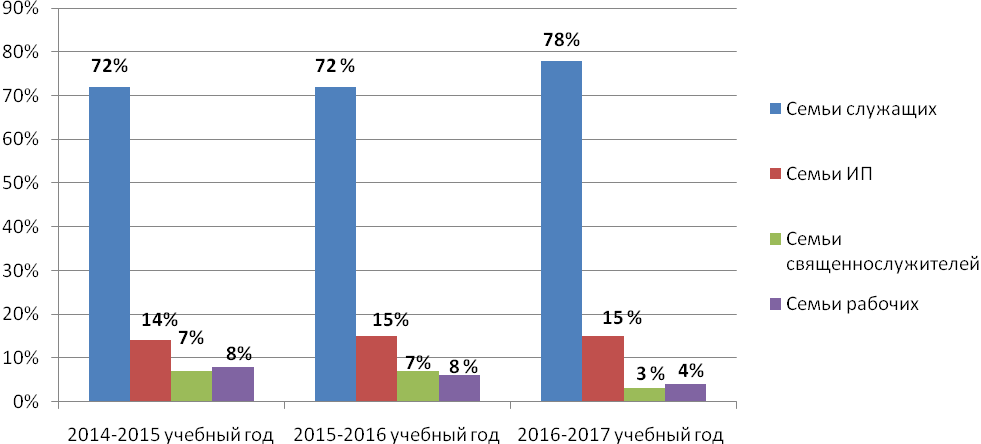 90%
80%
70%
60%
50%
40%
30%
20%
10%
0%
72%
14%
7%
8%
72 %
15%
7%
8 %
78%
15 %
3 %
4%
2014-2015 учебный год
2015-2016 учебный год
2016-2017 учебный год
Семьи служащих
Семьи ИП
Семьи
священнослужителей
Семьи рабочих